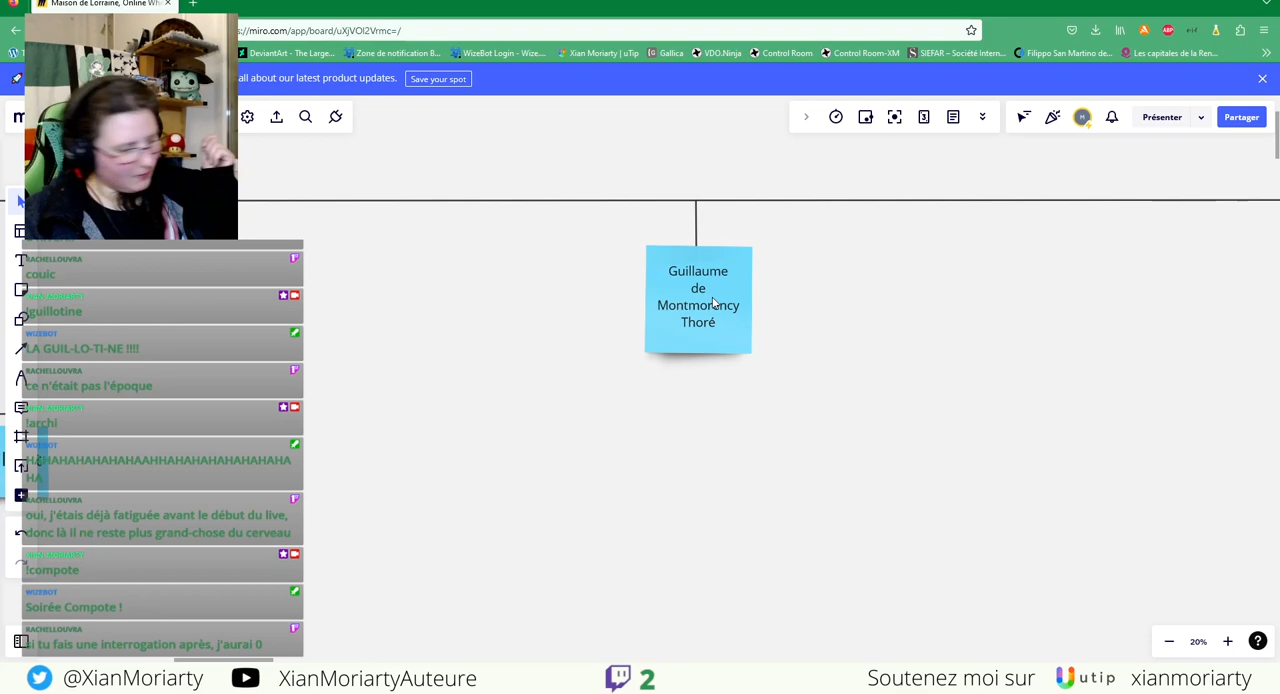 Maison de Lorraine, Online Wh
s://miro.com/app/board/uXjVOl2Vrmc=/
DeviantArt - The Large...
Zone de notification B...
WizeBot Login - Wize....
Xian Moriarty | uTip
Gallica
VDO.Ninja
Control Room
Control Room-XM
SIEFAR – Société Intern...
Filippo San Martino de...
Les capitales de la Ren...
all about our latest product updates.
Save your spot
Présenter
Partager
Guillaume
de
Montmorency
Thoré
RACHELLOUVRA
couic
XIAN_MORIARTY
!guillotine
WIZEBOT
LA GUIL-LO-TI-NE !!!!
RACHELLOUVRA
ce n'était pas l'époque
XIAN_MORIARTY
!archi
WIZEBOT
HAHAHAHAHAHAHAAHHAHAHAHAHAHAHA
HA
RACHELLOUVRA
oui, j'étais déjà fatiguée avant le début du live,
donc là il ne reste plus grand-chose du cerveau
XIAN_MORIARTY
!compote
WIZEBOT
Soirée Compote !
RACHELLOUVRA
si tu fais une interrogation après, j'aurai 0
20%
@XianMoriarty
XianMoriartyAuteure
2
Soutenez moi sur
utip
xianmoriarty